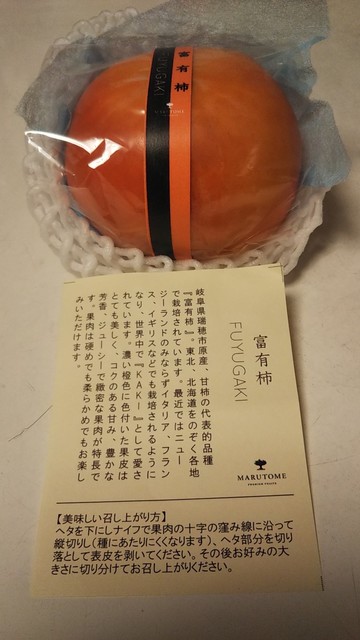 富有柿
FUYUGAKI
MARUTOME
富有柿
FUYUGAKI
岐阜県瑞穂市原産、甘柿の代表的品種
『富有柿』。東北、北海道をのぞく各地
で栽培されています。最近ではニュー
ジーランドのみならずイタリア、フラン
ス、イギリスなどでも栽培されるように
なり、世界中で『KAKI』として愛さ
れています。濃い橙色に色付いた果皮は
とても美しく、コクのある甘み、豊かな
芳香、ジューシーで緻密な果肉が特長で
す。果肉は硬めでも柔らかめでもお楽し
みいただけます。
MARUTOME
PREMIUM FRUITS
【美味しい召し上がり方】
ヘタを下にしナイフで果肉の十字の窪み線に沿って
縦切りし(種にあたりにくくなります)、ヘタ部分を切り
落として表皮を剥いてください。その後お好みの大
きさに切り分けてお召し上がりください。